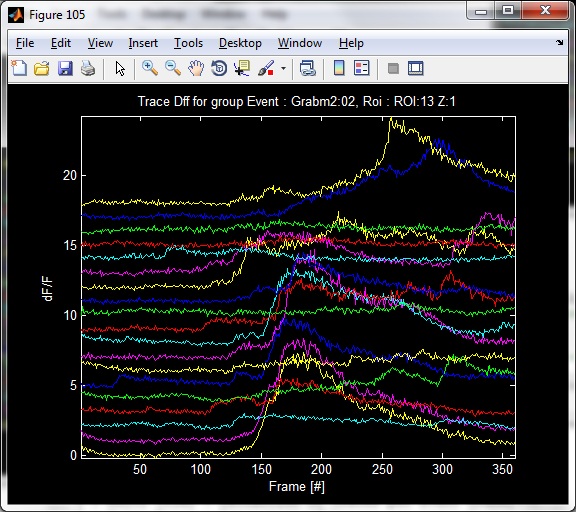 Figure 105
File Edit View Insert Tools Desktop Window Help
Trace Dff for group Event : Grabm2:02, Roi : ROI:13 Z:1
20
15
10
5
0
dF/F
50 100 150 200 250 300 350
Frame [#]